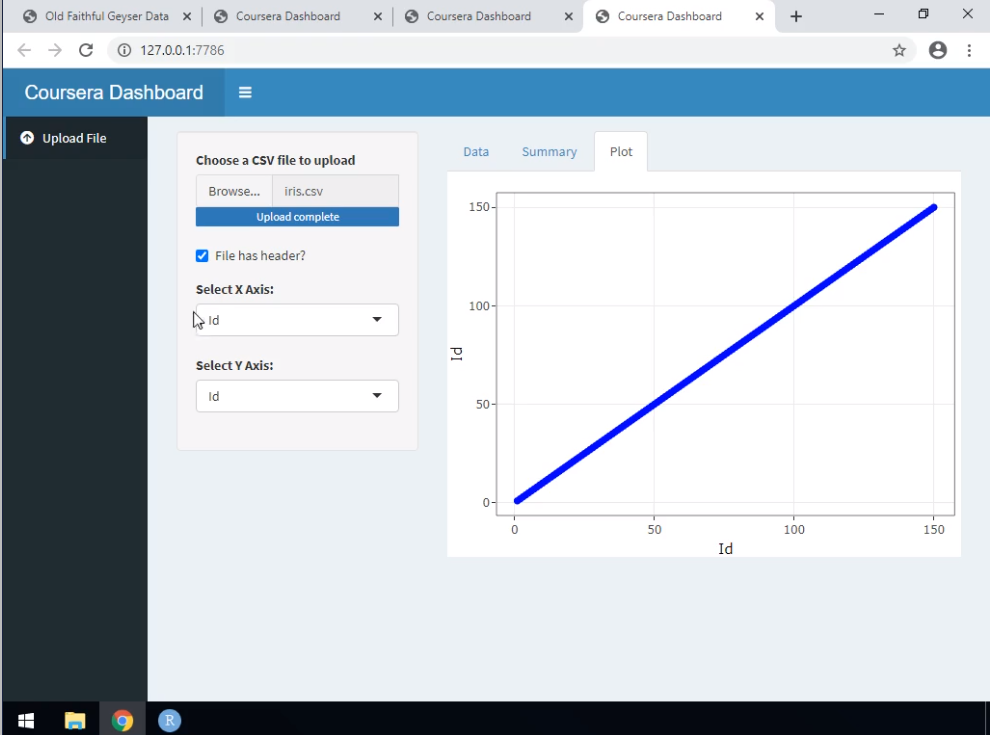 Old Faithful Geyser Data
Coursera Dashboard
Coursera Dashboard
Coursera Dashboard
127.0.0.1:7786
Coursera Dashboard
Upload File
Choose a CSV file to upload
Browse... iris.csv
Upload complete
File has header?
Select X Axis:
Id
Select Y Axis:
Id
Data Summary Plot
150
100
50
0
Id
0 50 100 150
Id
R